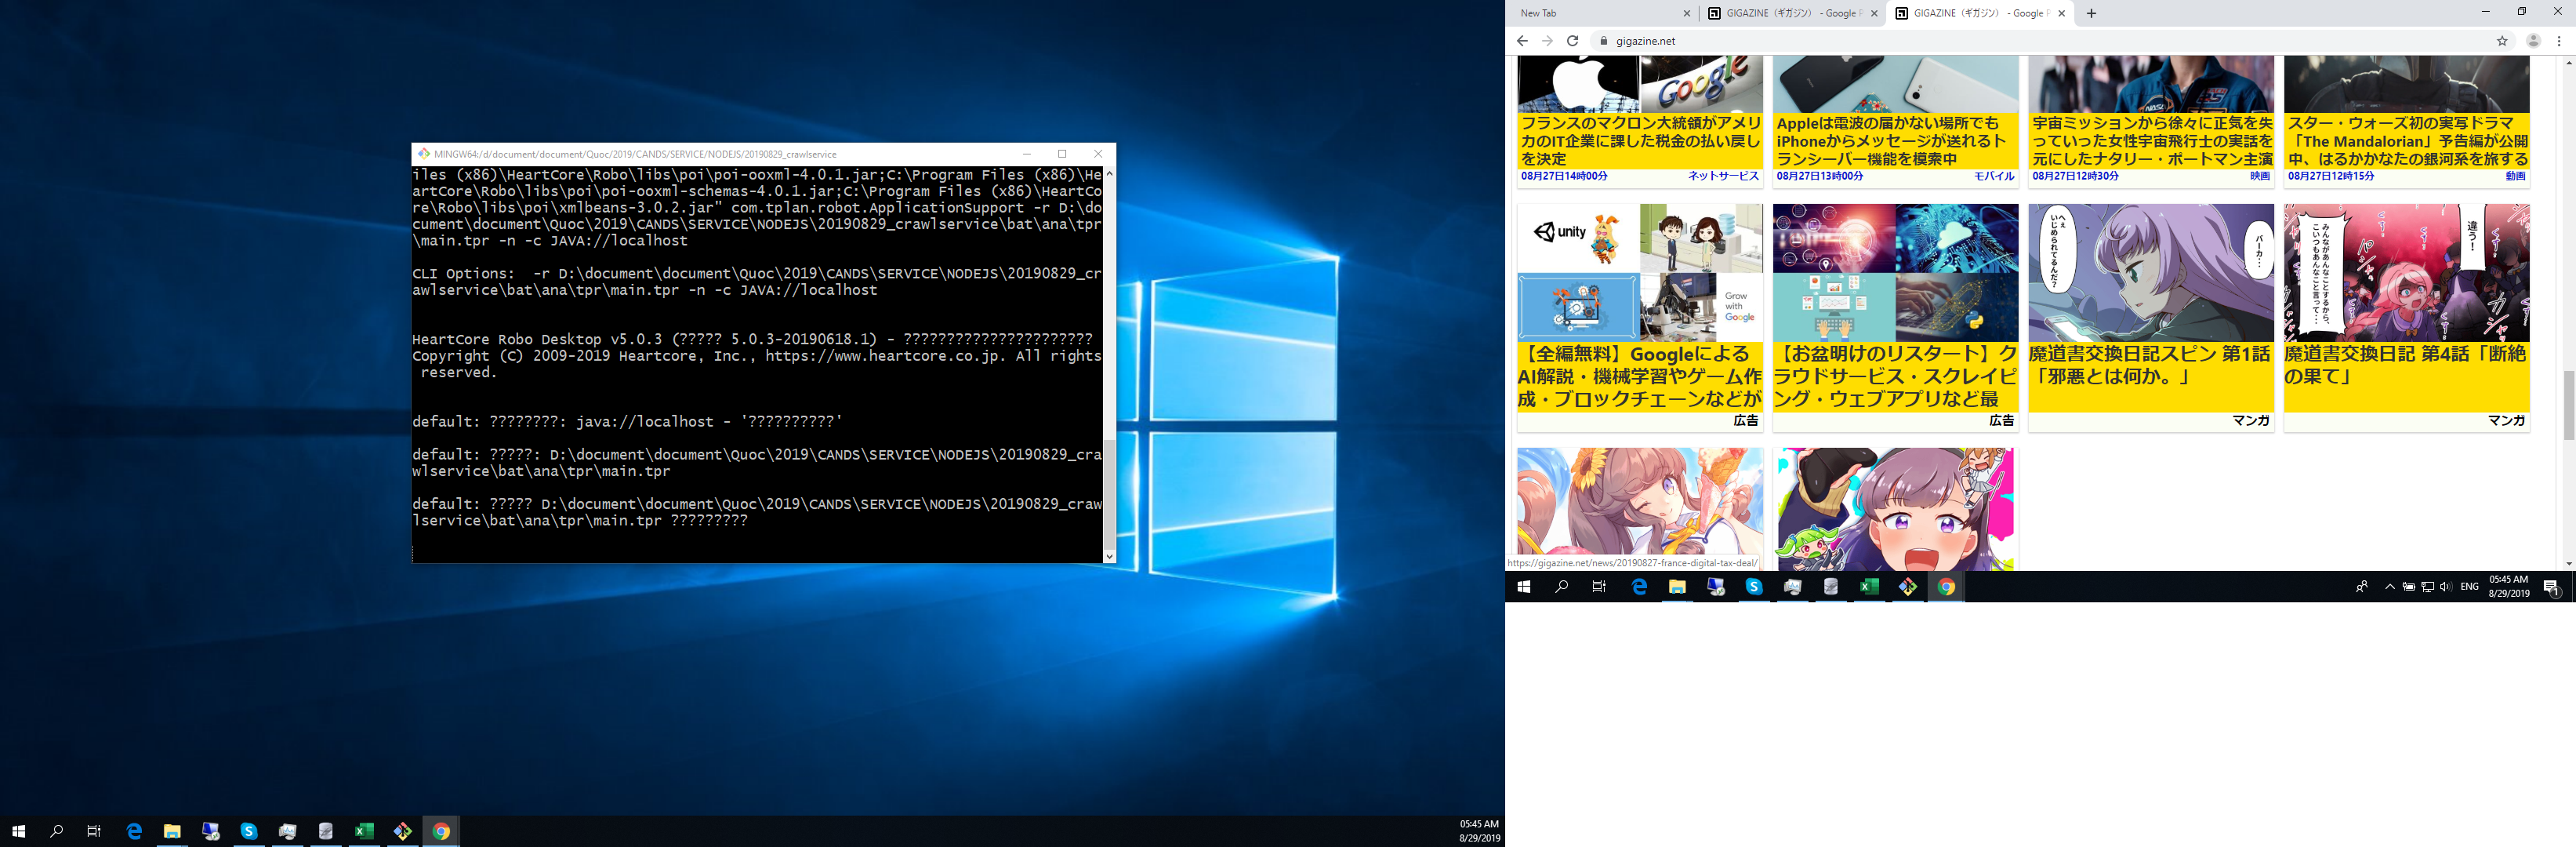 MINGW64:/d/document/document/Quoc/2019/CANDS/SERVICE/NODEJS/20190829_crawlservice
iles (x86)\HeartCore\Robo\libs\poi\poi-ooxml-4.0.1.jar;C:\Program Files (x86)\He
artCore\Robo\libs\poi\poi-ooxml-schemas-4.0.1.jar;C:\Program Files (x86)\HeartCo
re\Robo\libs\poi\xmlbeans-3.0.2.jar" com.tplan.robot.ApplicationSupport -r D:\do
cument\document\Quoc\2019\CANDS\SERVICE\NODEJS\20190829_crawlservice\bat\ana\tpr
\main.tpr -n -c JAVA://localhost
CLI Options:  -r D:\document\document\Quoc\2019\CANDS\SERVICE\NODEJS\20190829_cr
awlservice\bat\ana\tpr\main.tpr -n -c JAVA://localhost
HeartCore Robo Desktop v5.0.3 (????? 5.0.3-20190618.1) - ??????????????????????
Copyright (C) 2009-2019 Heartcore, Inc., https://www.heartcore.co.jp. All rights
 reserved.
default: ????????: java://localhost - '??????????'
default: ?????: D:\document\document\Quoc\2019\CANDS\SERVICE\NODEJS\20190829_cra
wlservice\bat\ana\tpr\main.tpr
default: ????? D:\document\document\Quoc\2019\CANDS\SERVICE\NODEJS\20190829_craw
lservice\bat\ana\tpr\main.tpr ?????????
05:45 AM
8/29/2019
New Tab
GIGAZINE（ギガジン） - Google P
GIGAZINE（ギガジン） - Google P
gigazine.net
Google
NASA
フランスのマクロン大統領がアメリ
カのIT企業に課した税金の払い戻し
を決定
08月27日14時00分 ネットサービス
Appleは電波の届かない場所でも
iPhoneからメッセージが送れるト
ランシーバー機能を模索中
08月27日13時00分 モバイル
宇宙ミッションから徐々に正気を失
っていった女性宇宙飛行士の実話を
元にしたナタリー・ポートマン主演
08月27日12時30分 映画
スター・ウォーズ初の実写ドラマ
「The Mandalorian」予告編が公開
中、はるかかなたの銀河系を旅する
08月27日12時15分 動画
unity
Grow
with
Google
【全編無料】Googleによる
AI解説・機械学習やゲーム作
成・ブロックチェーンなどが
広告
【お盆明けのリスタート】ク
ラウドサービス・スクレイピ
ング・ウェブアプリなど最
広告
へぇ
いじめられてるんだ？
バーカ…
魔道書交換日記スピン 第1話
「邪悪とは何か。」
マンガ
違う！
みんながあんなことするから、
こいつもあんなこと言って…
魔道書交換日記 第4話「断絶
の果て」
マンガ
https://gigazine.net/news/20190827-france-digital-tax-deal/
ENG
05:45 AM
8/29/2019
1